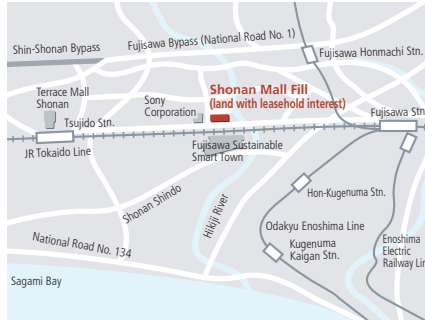 Fujisawa Bypass (National Road No. 1)
Shin-Shonan Bypass
Fujisawa Honmachi Stn.
Terrace Mall
Shonan
Sony
Corporation
Shonan Mall Fill
(land with leasehold interest)
Tsujido Stn.
Fujisawa Stn
JR Tokaido Line
Fujisawa Sustainable
Smart Town
Shonan Shindo
Hikiji River
Hon-Kugenuma Stn.
Odakyu Enoshima Line
Kugenuma
Kaigan Stn.
Enoshima
Electric
Railway Lin
National Road No. 134
Sagami Bay